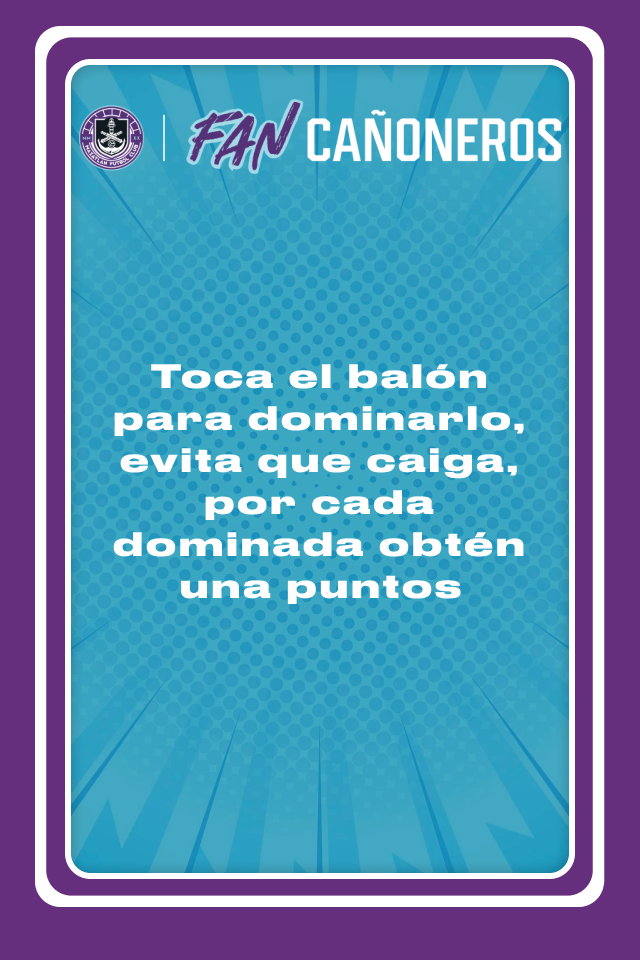 FAN CAÑONEROS
MAZATLÁN FUTBOL CLUB
Toca el balón
para dominarlo,
evita que caiga,
por cada
dominada obtén
una puntos